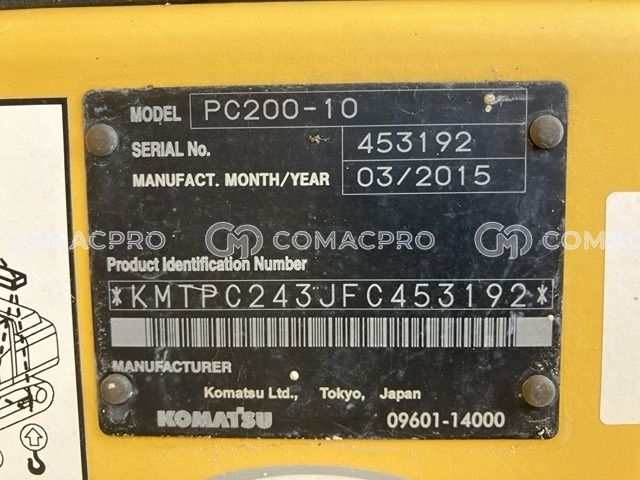 MODEL PC200-10
SERIAL No. 453192
MANUFACT. MONTH/YEAR 03/2015
COMACPRO COMACPRO COMACPRO
Product Identification Number
*KMTPC243JFC453192*
MANUFACTURER
Komatsu Ltd., Tokyo, Japan
KOMATSU 09601-14000